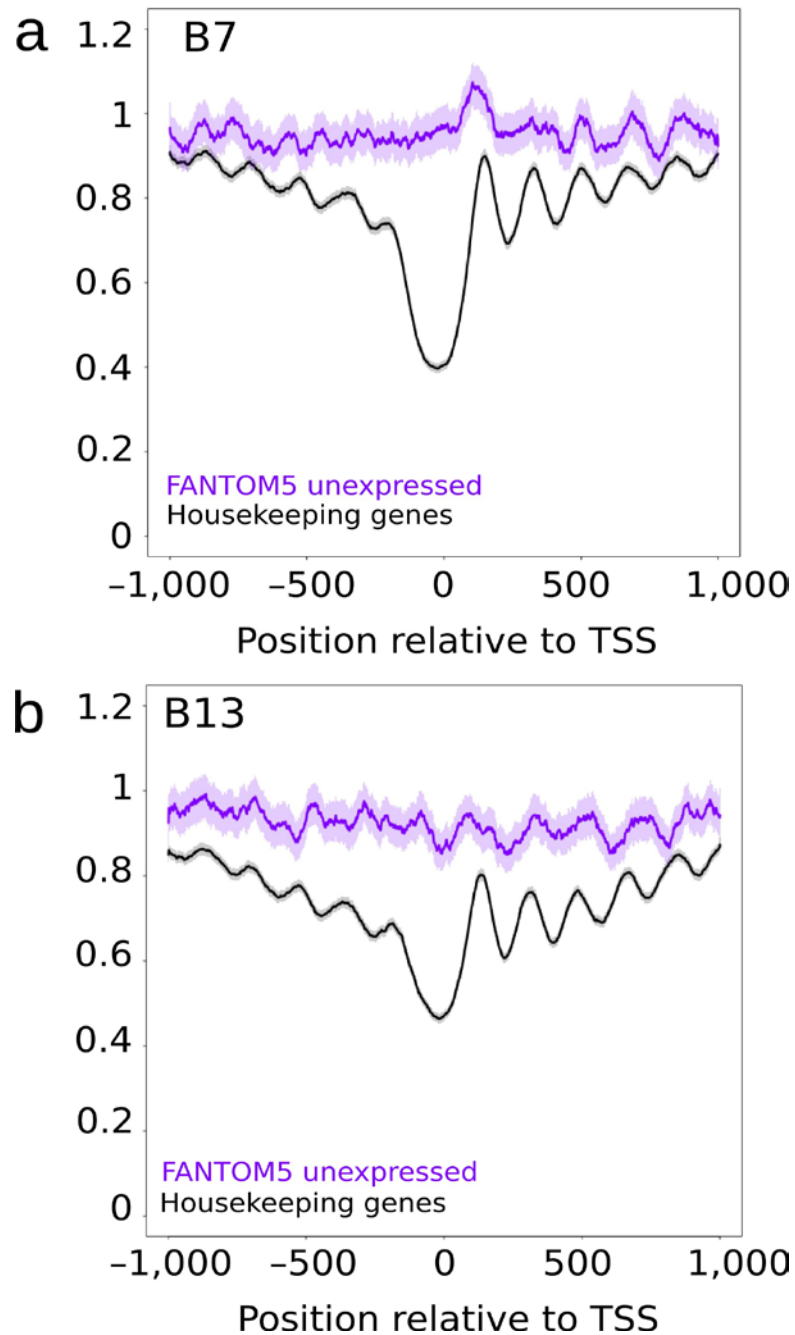 a
B7
1.2
1
0.8
0.6
0.4
0.2
0
FANTOM5 unexpressed
Housekeeping genes
–1,000 –500 0 500 1,000
Position relative to TSS
b
B13
1.2
1
0.8
0.6
0.4
0.2
0
FANTOM5 unexpressed
Housekeeping genes
–1,000 –500 0 500 1,000
Position relative to TSS